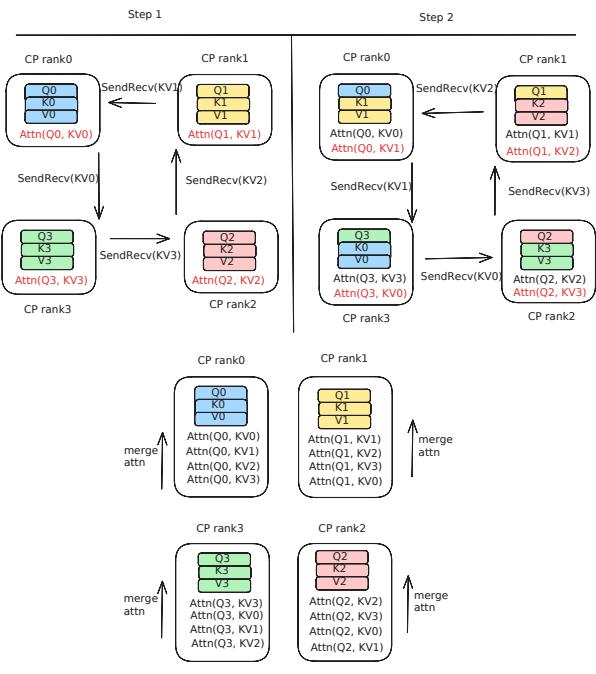 Step 1
Step 2
CP rank0
CP rank1
Q0
K0
V0
Attn(Q0, KV0)
SendRecv(KV1)
Q1
K1
V1
Attn(Q1, KV1)
SendRecv(KV0)
SendRecv(KV2)
Q3
K3
V3
Attn(Q3, KV3)
SendRecv(KV3)
Q2
K2
V2
Attn(Q2, KV2)
CP rank3
CP rank2
CP rank0
CP rank1
Q0
K1
V1
Attn(Q0, KV0)
Attn(Q0, KV1)
SendRecv(KV2)
Q1
K2
V2
Attn(Q1, KV1)
Attn(Q1, KV2)
SendRecv(KV1)
SendRecv(KV3)
Q3
K0
V0
Attn(Q3, KV3)
Attn(Q3, KV0)
SendRecv(KV0)
Q2
K3
V3
Attn(Q2, KV2)
Attn(Q2, KV3)
CP rank3
CP rank2
CP rank0
CP rank1
Q0
K0
V0
Attn(Q0, KV0)
Attn(Q0, KV1)
Attn(Q0, KV2)
Attn(Q0, KV3)
merge
attn
Q1
K1
V1
Attn(Q1, KV1)
Attn(Q1, KV2)
Attn(Q1, KV3)
Attn(Q1, KV0)
merge
attn
CP rank3
CP rank2
Q3
K3
V3
Attn(Q3, KV3)
Attn(Q3, KV0)
Attn(Q3, KV1)
Attn(Q3, KV2)
merge
attn
Q2
K2
V2
Attn(Q2, KV2)
Attn(Q2, KV3)
Attn(Q2, KV0)
Attn(Q2, KV1)
merge
attn